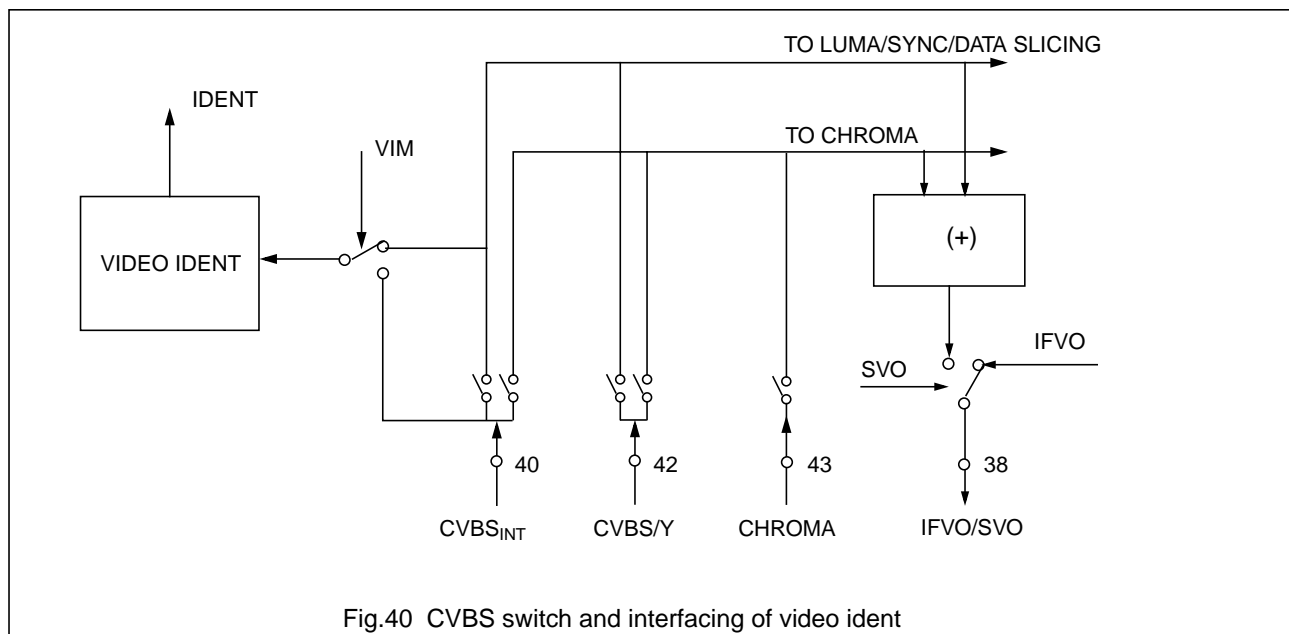 TO LUMA/SYNC/DATA SLICING
IDENT
TO CHROMA
VIM
(+)
VIDEO IDENT
IFVO
SVO
40
42
43
38
CVBSINT
CVBS/Y
CHROMA
IFVO/SVO
Fig.40 CVBS switch and interfacing of video ident